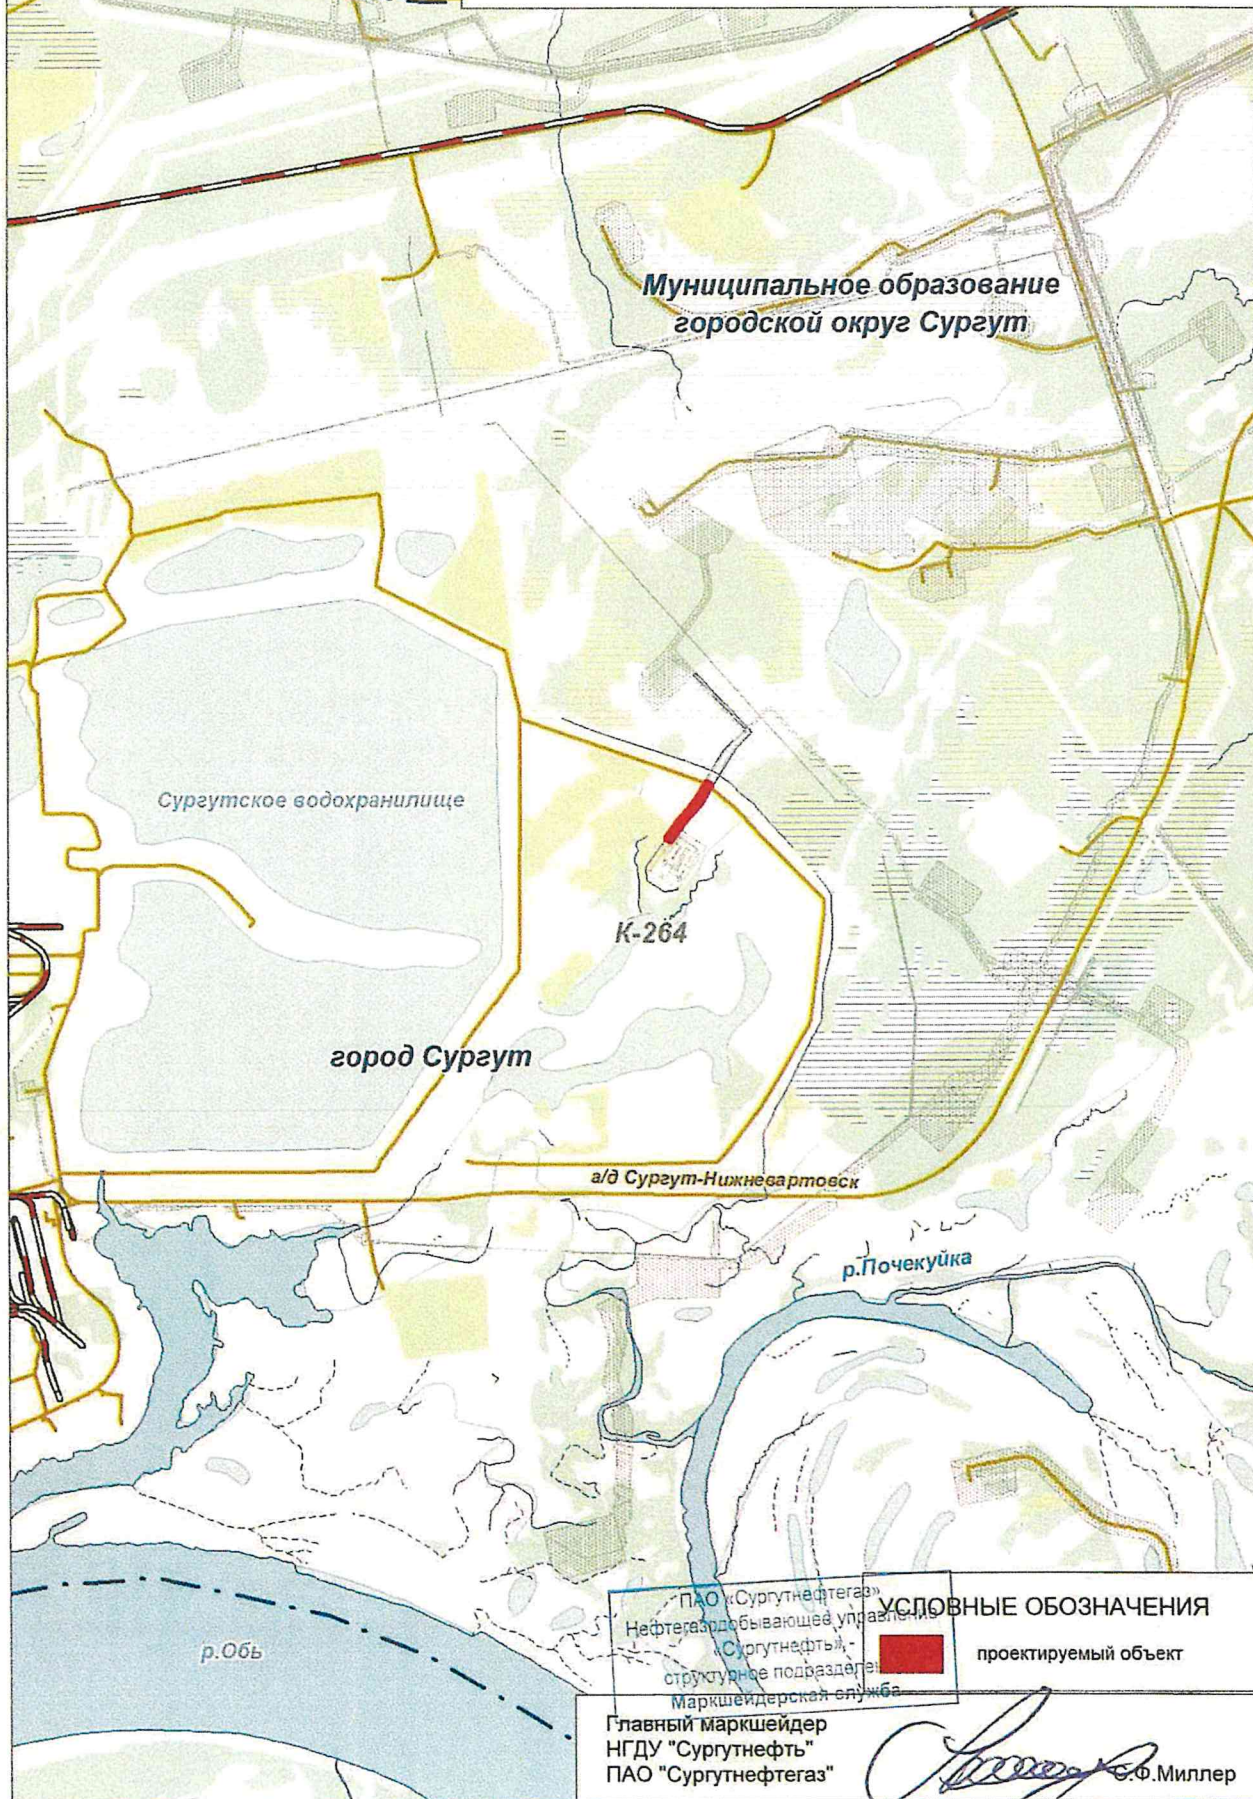 Муниципальное образование
городской округ Сургут
Сургутское водохранилище
К-264
город Сургут
а/д Сургут-Нижневартовск
р.Почекуйка
р.Обь
ПАО «Сургутнефтегаз»
Нефтегазодобывающее управление
«Сургутнефть» -
структурное
Маркшейдерская служба
УСЛОВНЫЕ ОБОЗНАЧЕНИЯ
проектируемый объект
Главный маркшейдер
НГДУ "Сургутнефть"
ПАО "Сургутнефтегаз"
С.Ф.Миллер